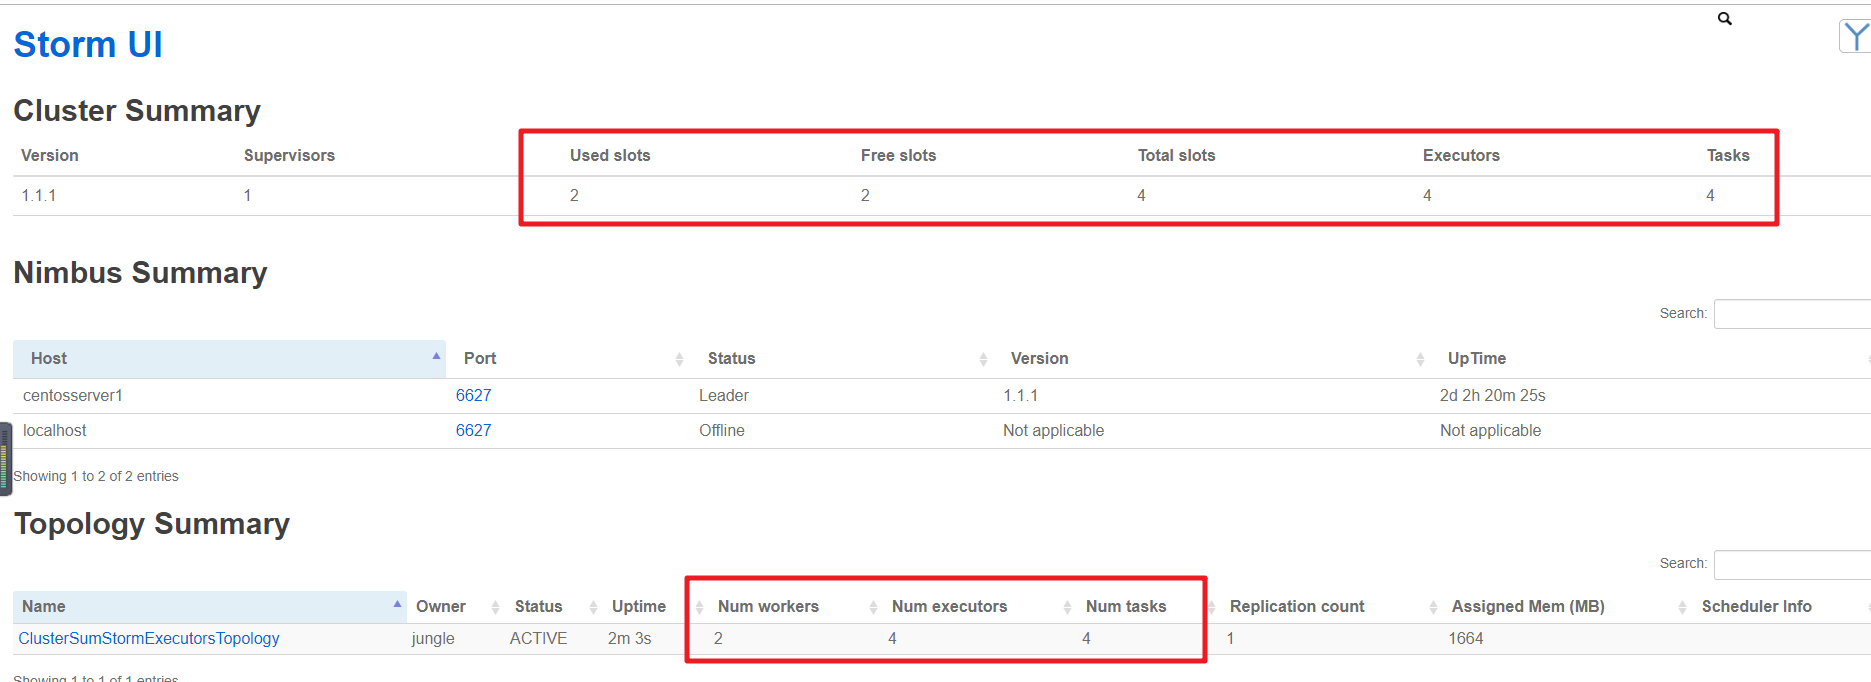 Storm UI
Cluster Summary
Version Supervisors Used slots Free slots Total slots Executors Tasks
1.1.1 1 2 2 4 4 4
Nimbus Summary
Search:
Host Port Status Version UpTime
centosserver1 6627 Leader 1.1.1 2d 2h 20m 25s
localhost 6627 Offline Not applicable Not applicable
Showing 1 to 2 of 2 entries
Topology Summary
Search:
Name Owner Status Uptime Num workers Num executors Num tasks Replication count Assigned Mem (MB) Scheduler Info
ClusterSumStormExecutorsTopology jungle ACTIVE 2m 3s 2 4 4 1 1664
Showing 1 to 1 of 1 entries